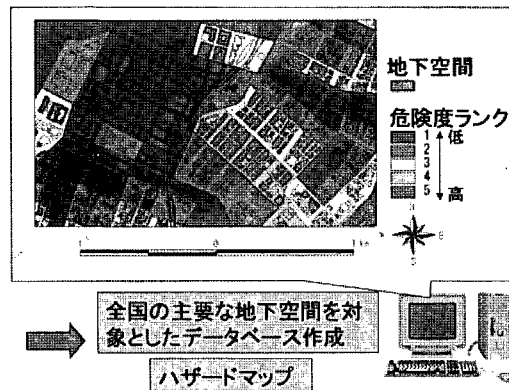 地下空間
危険度ランク
1 低
2
3
4
5 高
全国の主要な地下空間を対
象としたデータベース作成
ハザードマップ